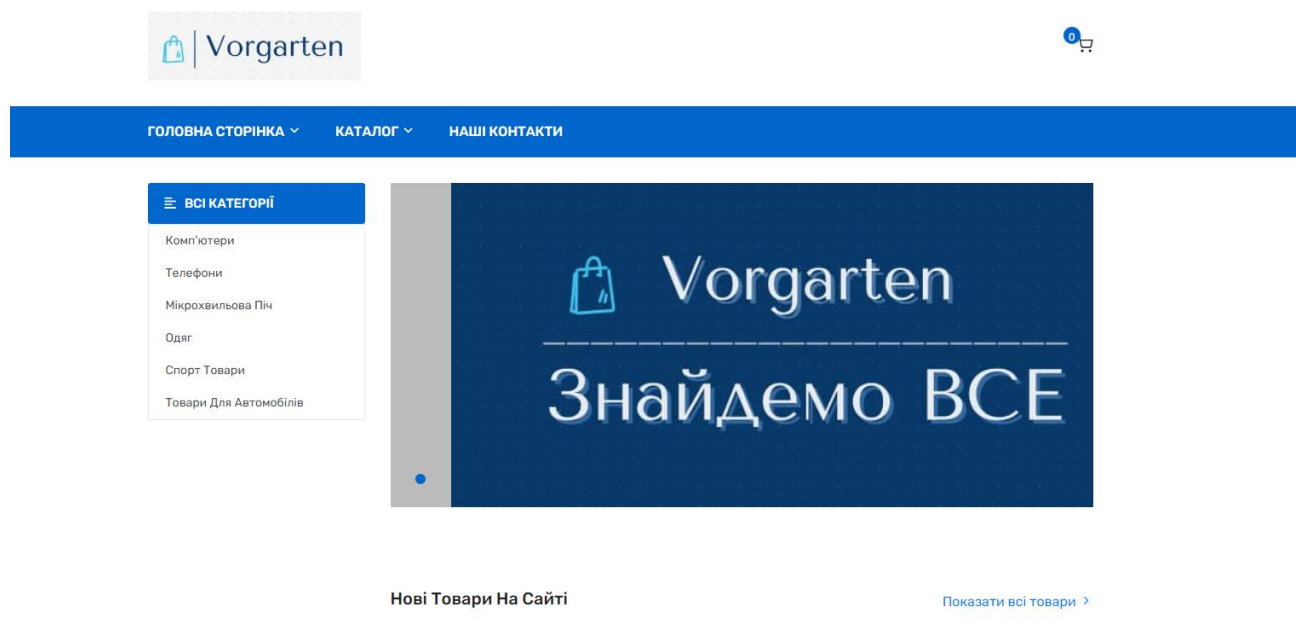 Vorgarten
0
ГОЛОВНА СТОРІНКА КАТАЛОГ НАШІ КОНТАКТИ
ВСІ КАТЕГОРІЇ
Комп'ютери
Телефони
Мікрохвильова Піч
Одяг
Спорт Товари
Товари Для Автомобілів
Vorgarten
Знайдемо ВСЕ
Нові Товари На Сайті
Показати всі товари